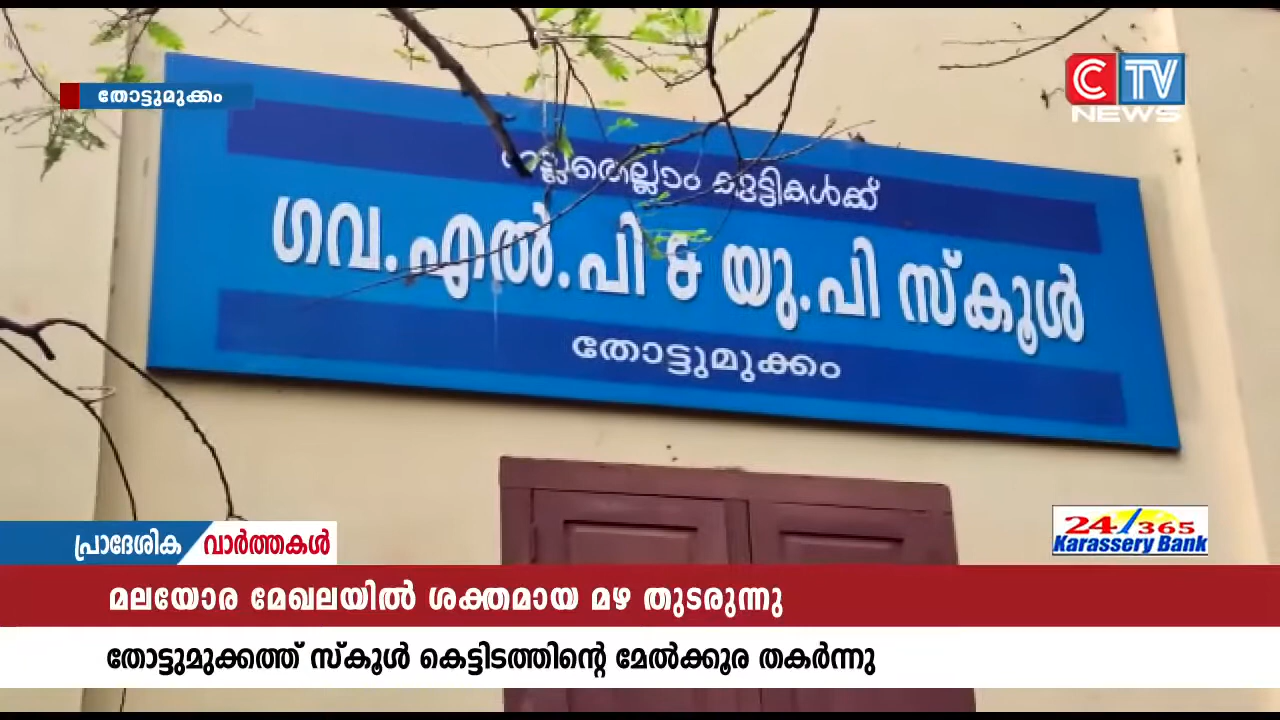 തോട്ടുമുക്കം
CTV
NEWS
കുട്ടികൾക്ക്
ഗവ.എൽ.പി & യു.പി സ്കൂൾ
തോട്ടുമുക്കം
24/365
Karassery Bank
പ്രാദേശിക വാർത്തകൾ
മലയോര മേഖലയിൽ ശക്തമായ മഴ തുടരുന്നു
തോട്ടുമുക്കത്ത് സ്കൂൾ കെട്ടിടത്തിന്റെ മേൽക്കൂര തകർന്നു